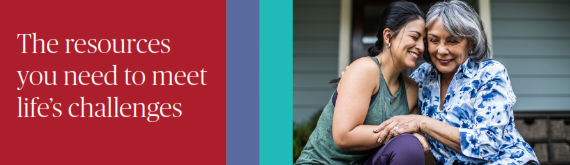 The resources
you need to meet
life’s challenges